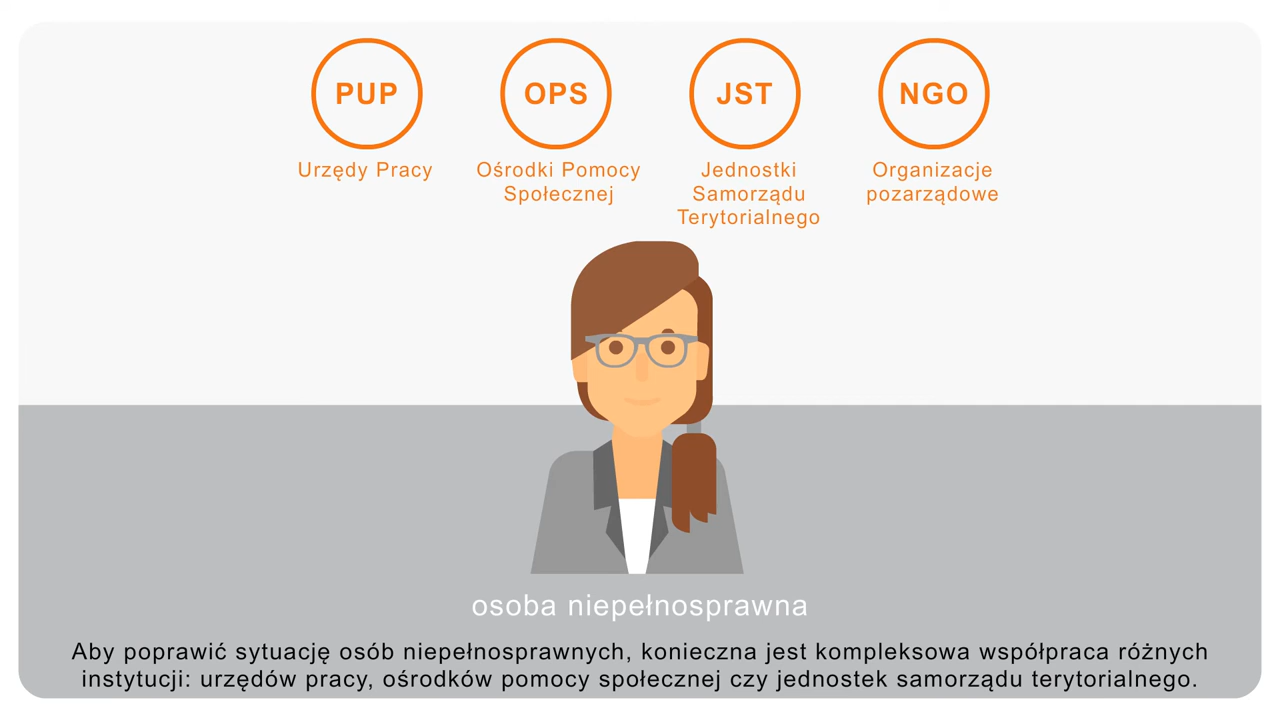 PUP OPS JST NGO
Urzędy Pracy
Ośrodki Pomocy
Społecznej
Jednostki
Samorządu
Terytorialnego
Organizacje
pozarządowe
osoba niepełnosprawna
Aby poprawić sytuację osób niepełnosprawnych, konieczna jest kompleksowa współpraca różnych
instytucji: urzędów pracy, ośrodków pomocy społecznej czy jednostek samorządu terytorialnego.